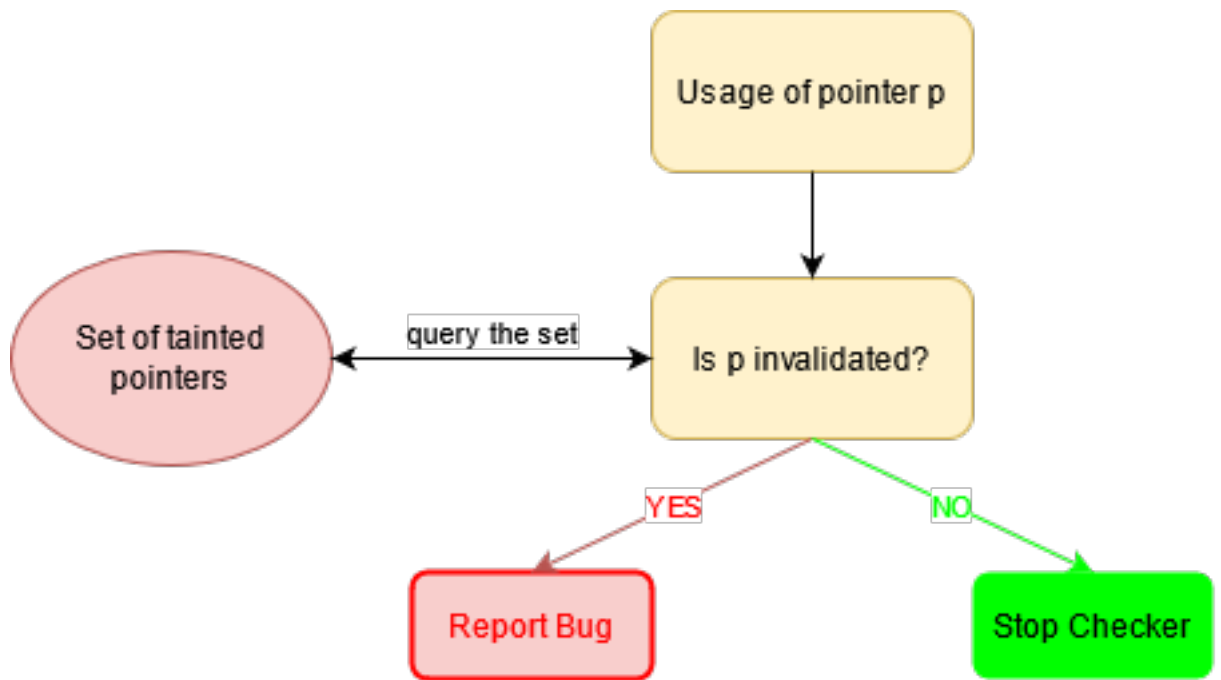 Usage of pointer p
Set of tainted
pointers
query the set
Is p invalidated?
YES
NO
Report Bug
Stop Checker